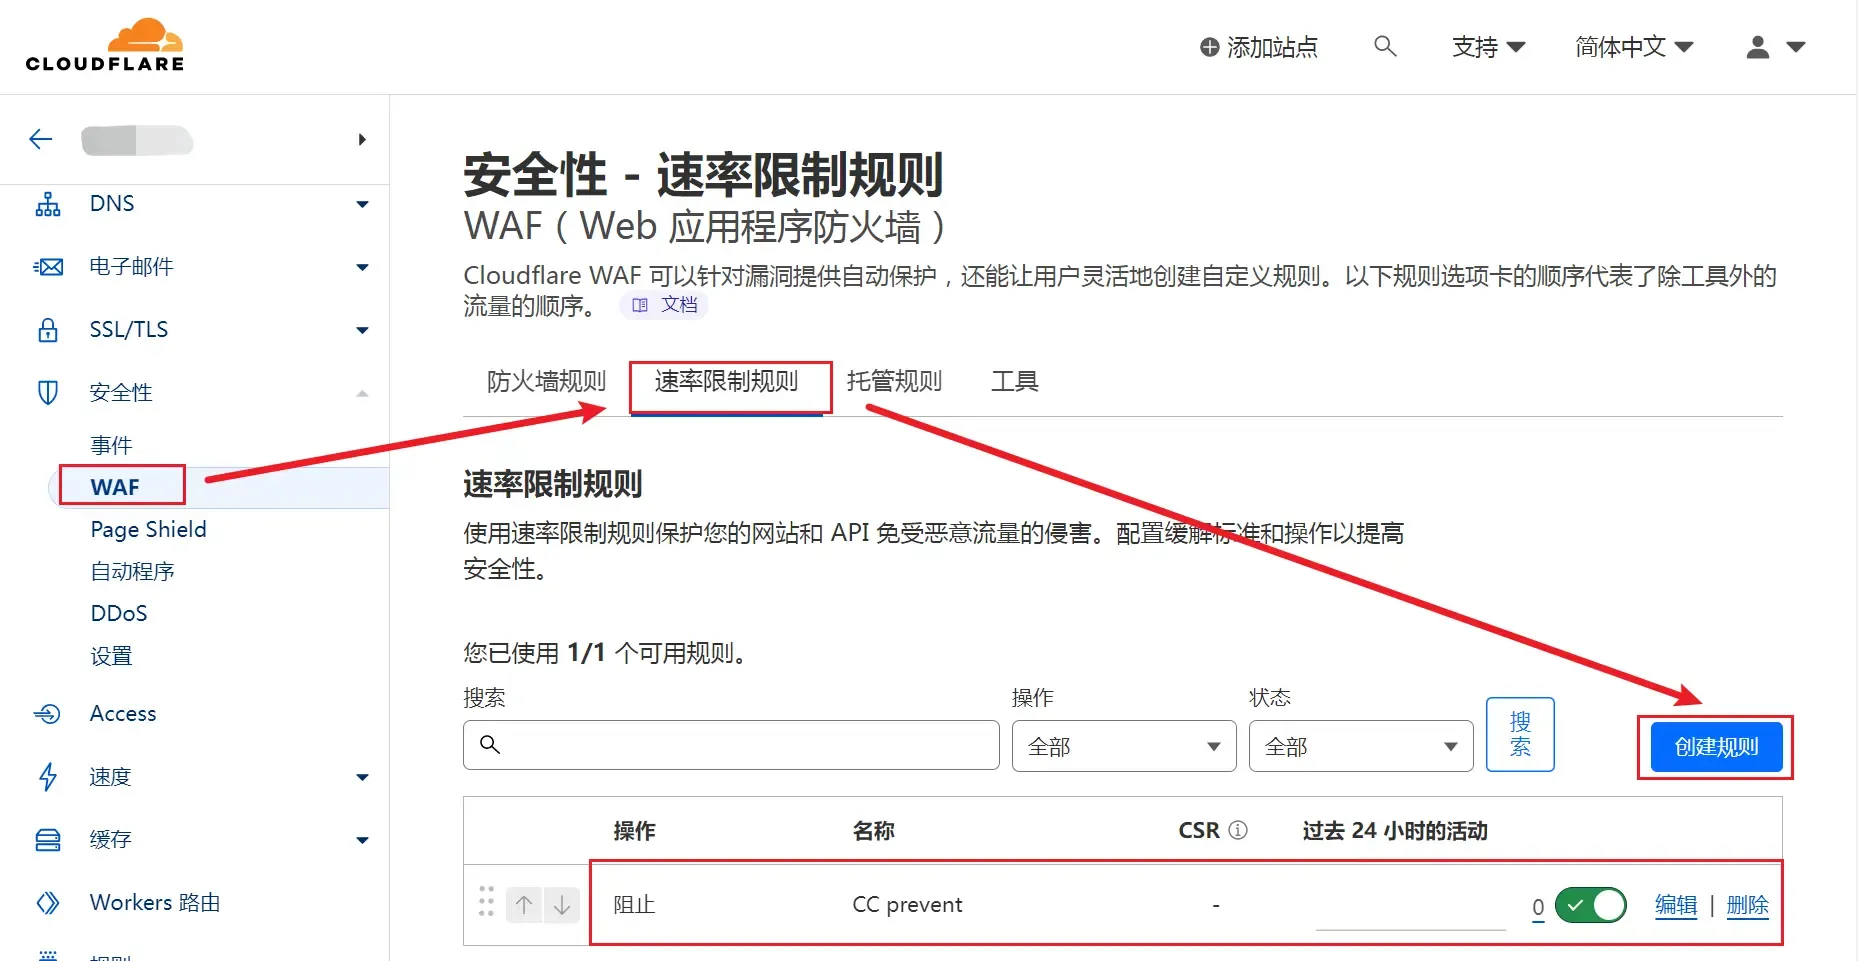 CLOUDFLARE
添加站点
支持
简体中文
DNS
电子邮件
SSL/TLS
安全性
事件
WAF
Page Shield
自动程序
DDoS
设置
Access
速度
缓存
Workers 路由
规则
安全性 - 速率限制规则
WAF（Web 应用程序防火墙）
Cloudflare WAF 可以针对漏洞提供自动保护，还能让用户灵活地创建自定义规则。以下规则选项卡的顺序代表了除工具外的
流量的顺序。 文档
防火墙规则 速率限制规则 托管规则 工具
速率限制规则
使用速率限制规则保护您的网站和 API 免受恶意流量的侵害。配置缓解标准和操作以提高
安全性。
您已使用 1/1 个可用规则。
搜索 操作 状态
全部 全部 搜索 创建规则
操作 名称 CSR 过去 24 小时的活动
阻止 CC prevent - 0 编辑 | 删除